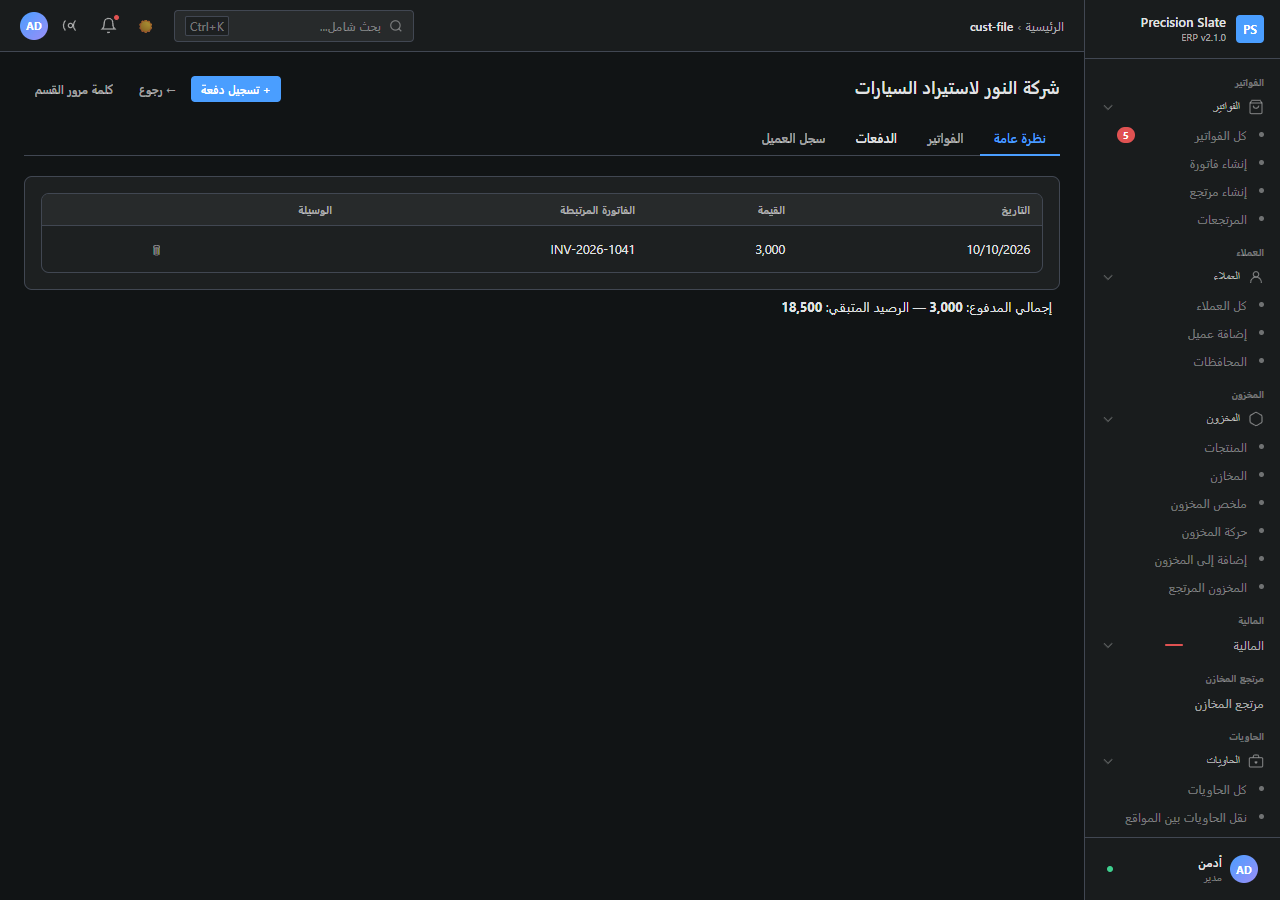 Precision Slate
ERP v2.1.0
PS
الرئيسية › cust-file
بحث شامل...
Ctrl+K
AD
شركة النور لاستيراد السيارات
+ تسجيل دفعة
← رجوع
كلمة مرور القسم
نظرة عامة
الفواتير
الدفعات
سجل العميل
التاريخ
القيمة
الفاتورة المرتبطة
الوسيلة
10/10/2026
3,000
INV-2026-1041
إجمالي المدفوع: 3,000 — الرصيد المتبقي: 18,500
الفواتير
الفواتير
كل الفواتير
5
إنشاء فاتورة
إنشاء مرتجع
المرتجعات
العملاء
العملاء
كل العملاء
إضافة عميل
المحافظات
المخزون
المخزون
المنتجات
المخازن
ملخص المخزون
حركة المخزون
إضافة إلى المخزون
المخزون المرتجع
المالية
المالية
مرتجع المخازن
مرتجع المخازن
الحاويات
الحاويات
كل الحاويات
نقل الحاويات بين المواقع
أدمن
مدير
AD